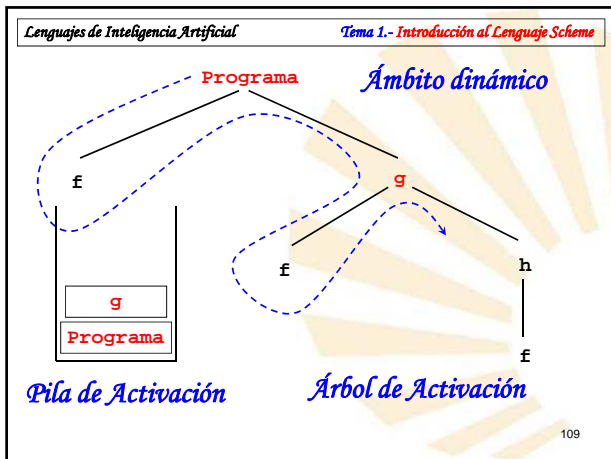 Lenguajes de Inteligencia Artificial Tema 1.- Introducción al Lenguaje Scheme
Programa Ámbito dinámico
f g
f h
g
Programa
f
Pila de Activación Árbol de Activación
109